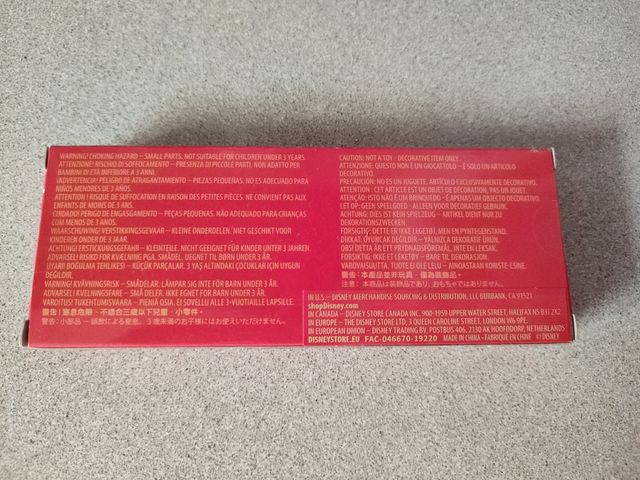 WARNING! CHOKING HAZARD – SMALL PARTS. NOT SUITABLE FOR CHILDREN UNDER 3 YEARS.
ATTENZIONE! RISCHIO DI SOFFOCAMENTO – PRESENZA DI PICCOLE PARTI. NON ADATTO PER
BAMBINI DI ETÀ INFERIORE A 3 ANNI.
¡ADVERTENCIA! PELIGRO DE ATRAGANTAMIENTO – PIEZAS PEQUEÑAS. NO ES ADECUADO PARA
NIÑOS MENORES DE 3 AÑOS.
ATTENTION ! RISQUE DE SUFFOCATION EN RAISON DES PETITES PIÈCES. NE CONVIENT PAS AUX
ENFANTS DE MOINS DE 3 ANS.
CUIDADO! PERIGO DE ENGASGAMENTO – PEÇAS PEQUENAS. NÃO ADEQUADO PARA CRIANÇAS
COM MENOS DE 3 ANOS.
WAARSCHUWING! VERSTIKKINGSGEVAAR – KLEINE ONDERDELEN. NIET GESCHIKT VOOR
KINDEREN ONDER DE 3 JAAR.
ACHTUNG! ERSTICKUNGSGEFAHR – KLEINTEILE. NICHT GEEIGNET FÜR KINDER UNTER 3 JAHREN.
ADVARSEL! RISIKO FOR KVÆLNING PGA. SMÅDEL. UEGNET TIL BØRN UNDER 3 ÅR.
UYARI! BOĞULMA TEHLİKESİ – KÜÇÜK PARÇALAR. 3 YAŞ ALTINDAKİ ÇOCUKLAR İÇİN UYGUN
DEĞİLDİR.
VARNING! KVÄVNINGSRISK – SMÅDELAR. LÄMPAR SIG INTE FÖR BARN UNDER 3 ÅR.
ADVARSEL! KVELNINGSFARE – SMÅ DELER. IKKE EGNET FOR BARN UNDER 3 ÅR.
VAROITUS! TUKEHTUMISVAARA – PIENIÄ OSIA. EI SOVELLU ALLE 3-VUOTIAILLE LAPSILLE.
警告! 窒息危險。不適合三歲以下兒童。小零件。
警告: 小部品 – 誤飲による窒息。3 歳未満のお子様にはお使いいただけません。
CAUTION: NOT A TOY - DECORATIVE ITEM ONLY.
ATTENZIONE: QUESTO NON È UN GIOCATTOLO – È SOLO UN ARTICOLO
DECORATIVO.
PRECAUCIÓN: NO ES UN JUGUETE, ARTÍCULO EXCLUSIVAMENTE DECORATIVO.
ATTENTION : CET ARTICLE EST UN OBJET DE DÉCORATION, PAS UN JOUET.
ATENÇÃO: ISTO NÃO É UM BRINQUEDO – É APENAS UM OBJETO DECORATIVO.
LET OP: GEEN SPEELGOED - ALLEEN VOOR DECORATIEF GEBRUIK.
ACHTUNG: DIES IST KEIN SPIELZEUG – ARTIKEL DIENT NUR ZU
DEKORATIONSZWECKEN.
FORSIGTIG: DETTE ER IKKE LEGETØJ, MEN EN PYNTEGENSTAND.
DİKKAT: OYUNCAK DEĞİLDİR – YALNIZCA DEKORATİF ÜRÜN.
OBS! DETTA ÄR ETT PRYDNADSFÖREMÅL, INTE EN LEKSAK.
FORSIKTIG: IKKE ET LEKETØY – BARE TIL DEKORASJON.
VAROVAISUUTTA. TUOTE EI OLE LELU – AINOASTAAN KORISTE-ESINE.
警告：本產品並非玩具，僅為裝飾品。
注意：本商品は装飾品であり、おもちゃではありません。
IN U.S. – DISNEY MERCHANDISE SOURCING & DISTRIBUTION, LLC BURBANK, CA 91521
shopDisney.com
IN CANADA – DISNEY STORE CANADA INC. 900-1959 UPPER WATER STREET, HALIFAX NS B3J 2X2
IN EUROPE – THE DISNEY STORE LTD, 3 QUEEN CAROLINE STREET, LONDON W6 9PE.
IN EUROPEAN UNION – DISNEY TRADING BV, POSTBUS 406, 2130 AK HOOFDDORP, NETHERLANDS
DISNEYSTORE.EU FAC-046670-19220 MADE IN CHINA • FABRIQUÉ EN CHINE © DISNEY